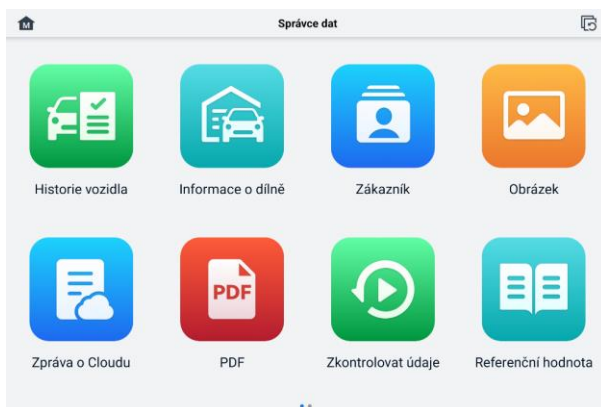 M
Správce dat
Historie vozidla
Informace o dílně
Zákazník
Obrázek
PDF
Zpráva o Cloudu
PDF
Zkontrolovat údaje
Referenční hodnota